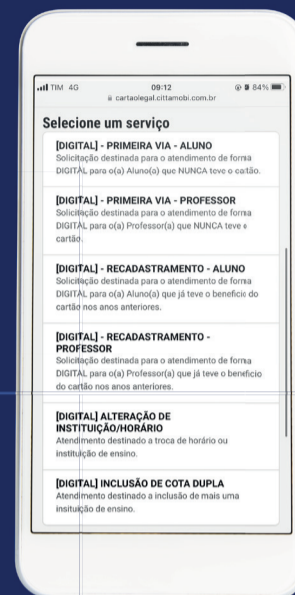 TIM 4G 09:12 84%
cartaolegal.cittamobi.com.br
Selecione um serviço
[DIGITAL] - PRIMEIRA VIA - ALUNO
Solicitação destinada para o atendimento de forma
DIGITAL para o(a) Aluno(a) que NUNCA teve o cartão.
[DIGITAL] - PRIMEIRA VIA - PROFESSOR
Solicitação destinada para o atendimento de forma
DIGITAL para o(a) Professor(a) que NUNCA teve o
cartão.
[DIGITAL] - RECADASTRAMENTO - ALUNO
Solicitação destinada para o atendimento de forma
DIGITAL para o(a) Aluno(a) que já teve o beneficio do
cartão nos anos anteriores.
[DIGITAL] - RECADASTRAMENTO -
PROFESSOR
Solicitação destinada para o atendimento de forma
DIGITAL para o(a) Professor(a) que já teve o beneficio
do cartão nos anos anteriores.
[DIGITAL] ALTERAÇÃO DE
INSTITUIÇÃO/HORÁRIO
Atendimento destinado a troca de horário ou
instituição de ensino.
[DIGITAL] INCLUSÃO DE COTA DUPLA
Atendimento destinado a inclusão de mais uma
insituição de ensino.